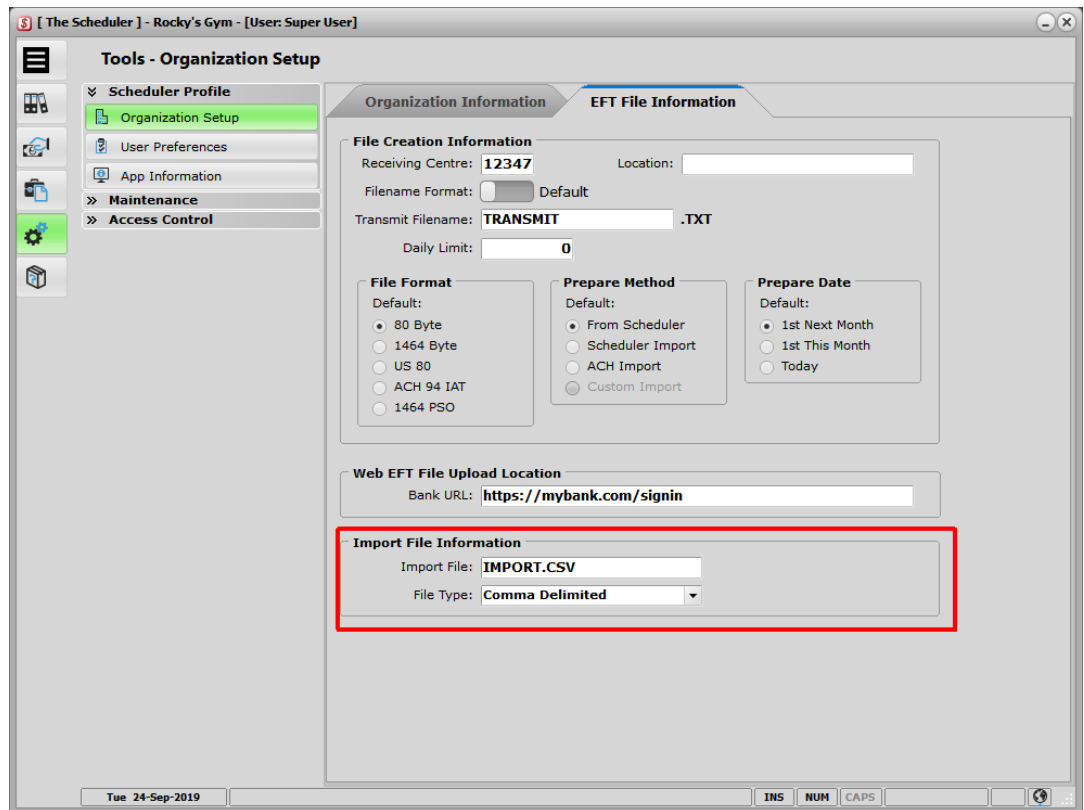 [ The Scheduler ] - Rocky's Gym - [User: Super User]
Tools - Organization Setup
Scheduler Profile
Organization Setup
User Preferences
App Information
Maintenance
Access Control
Organization Information
EFT File Information
File Creation Information
Receiving Centre: 12347 Location:
Filename Format: Default
Transmit Filename: TRANSMIT .TXT
Daily Limit: 0
File Format
Default:
80 Byte
1464 Byte
US 80
ACH 94 IAT
1464 PSO
Prepare Method
Default:
From Scheduler
Scheduler Import
ACH Import
Custom Import
Prepare Date
Default:
1st Next Month
1st This Month
Today
Web EFT File Upload Location
Bank URL: https://mybank.com/signin
Import File Information
Import File: IMPORT.CSV
File Type: Comma Delimited
Tue 24-Sep-2019 INS NUM CAPS